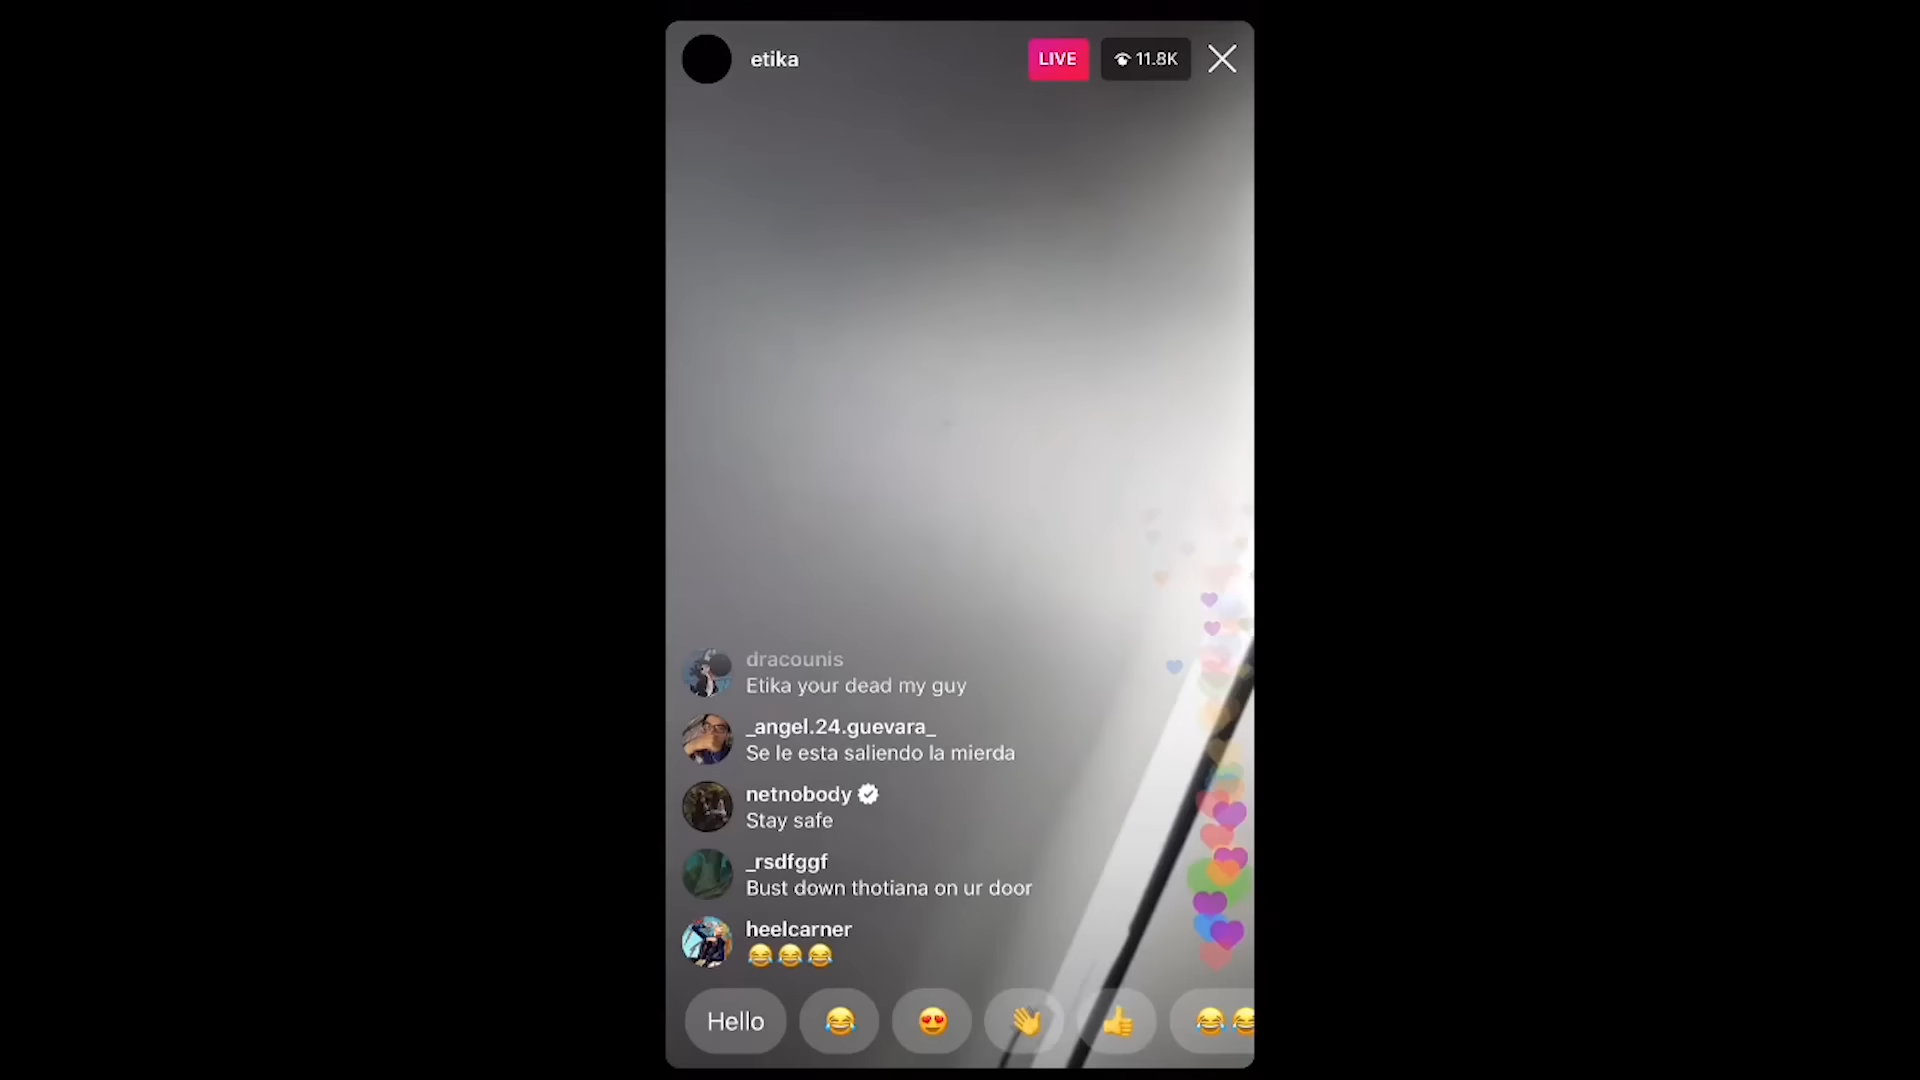 etika
LIVE
11.8K
dracounis
Etika your dead my guy
_angel.24.guevara_
Se le esta saliendo la mierda
netnobody
Stay safe
_rsdfggf
Bust down thotiana on ur door
heelcarner
😂😂😂
Hello 😂 😍 👋 👍 😂😂